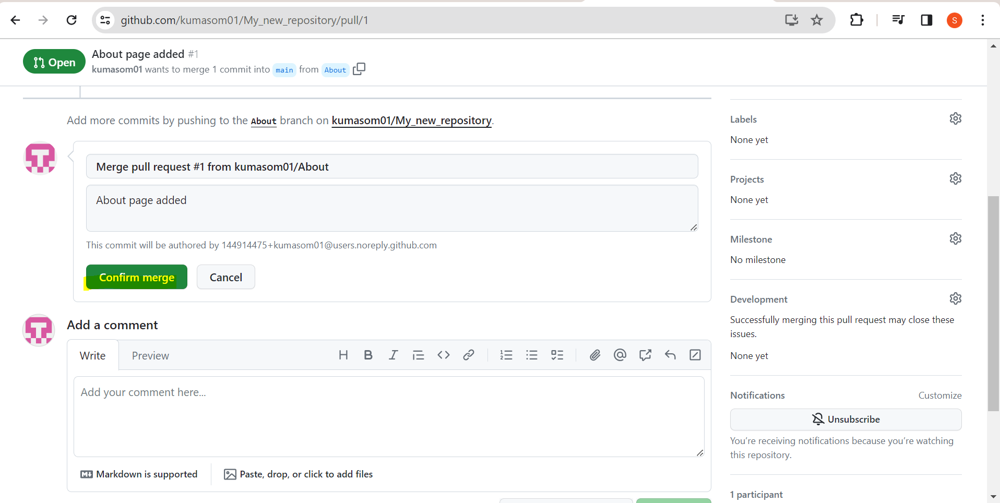 github.com/kumasom01/My_new_repository/pull/1
S
Open
About page added #1
kumasom01 wants to merge 1 commit into main from About
Add more commits by pushing to the About branch on kumasom01/My_new_repository.
Merge pull request #1 from kumasom01/About
About page added
This commit will be authored by 144914475+kumasom01@users.noreply.github.com
Confirm merge
Cancel
Add a comment
Write
Preview
Add your comment here...
Markdown is supported
Paste, drop, or click to add files
Labels
None yet
Projects
None yet
Milestone
No milestone
Development
Successfully merging this pull request may close these
issues.
None yet
Notifications
Customize
Unsubscribe
You’re receiving notifications because you’re watching
this repository.
1 participant